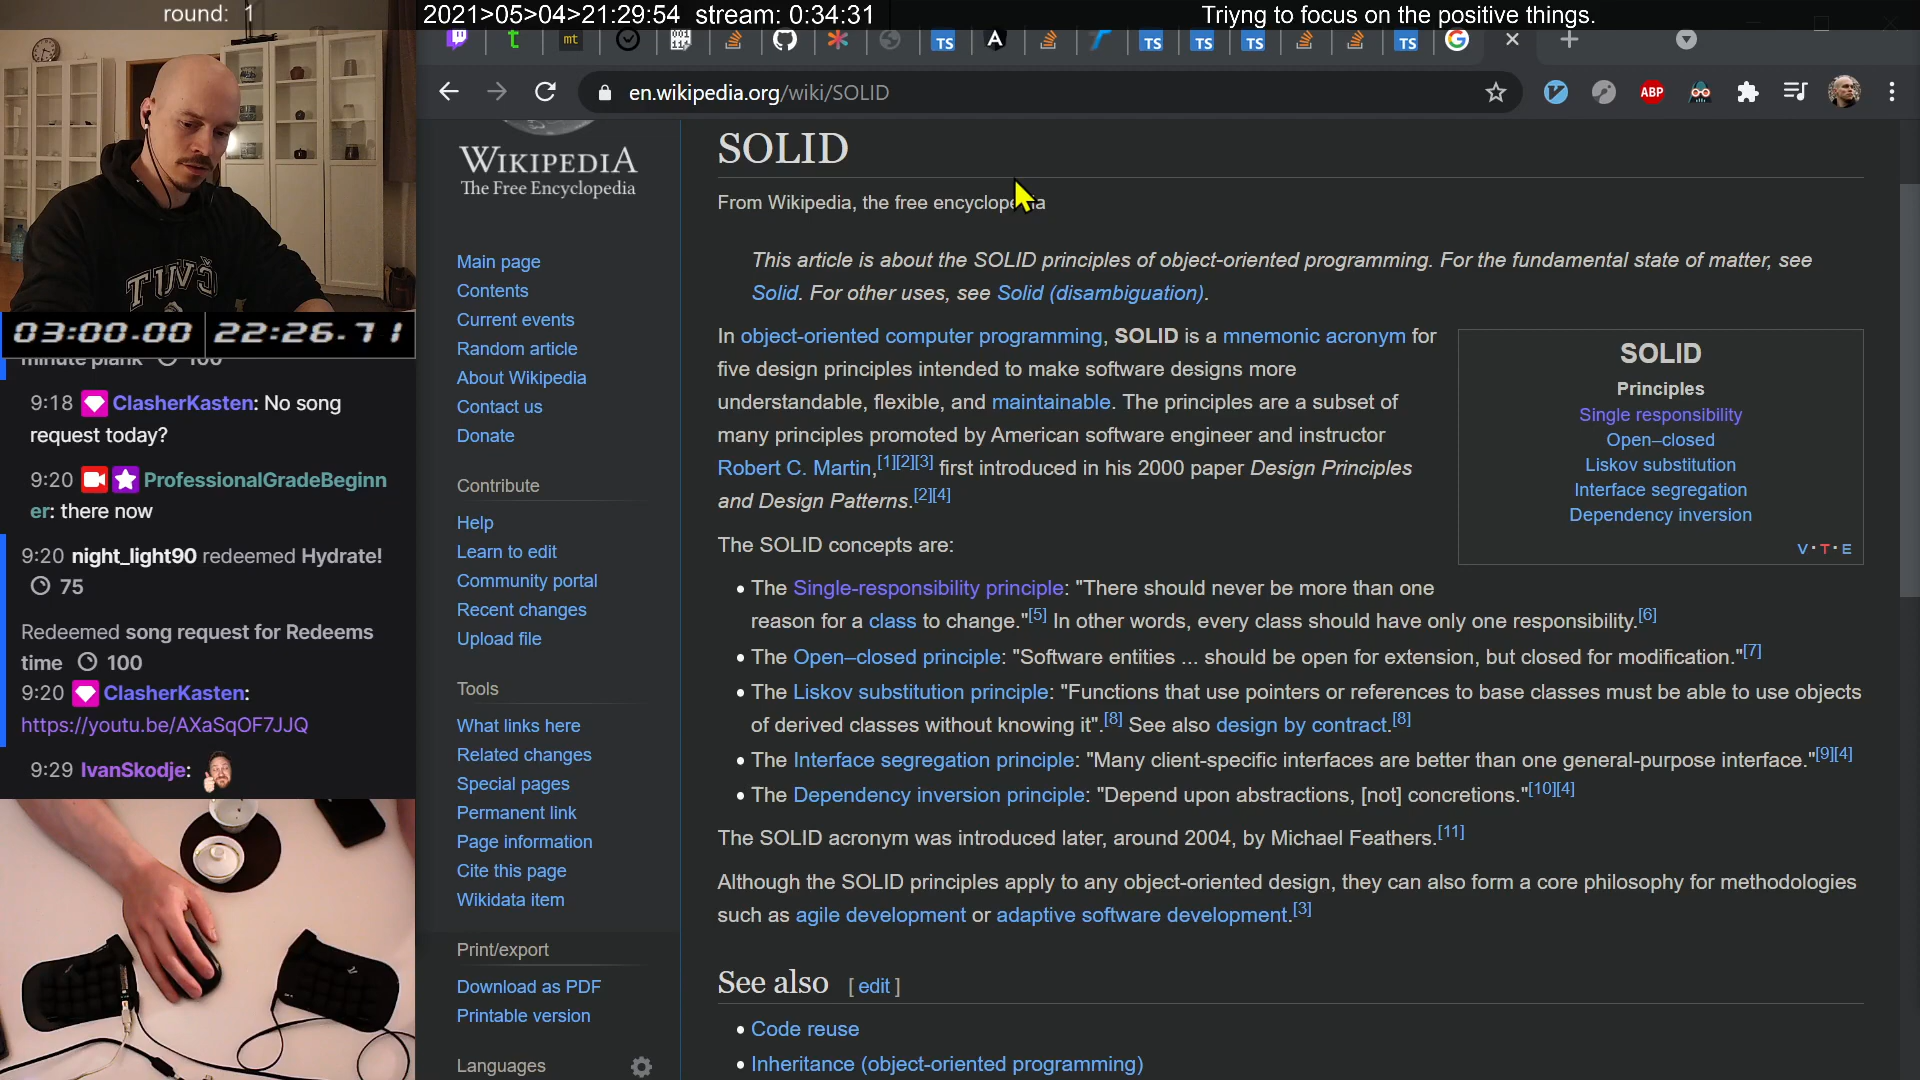 round: 1
2021>05>04>21:29:54 stream: 0:34:31
Triyng to focus on the positive things.
en.wikipedia.org/wiki/SOLID
ABP
03:00.00 22:26.71
minute plank 100
9:18 ClasherKasten: No song
request today?
9:20 ProfessionalGradeBeginn
er: there now
9:20 night_light90 redeemed Hydrate!
75
Redeemed song request for Redeems
time 100
9:20 ClasherKasten:
https://youtu.be/AXaSqOF7JJQ
9:29 IvanSkodje:
WIKIPEDIA
The Free Encyclopedia
Main page
Contents
Current events
Random article
About Wikipedia
Contact us
Donate
Contribute
Help
Learn to edit
Community portal
Recent changes
Upload file
Tools
What links here
Related changes
Special pages
Permanent link
Page information
Cite this page
Wikidata item
Print/export
Download as PDF
Printable version
Languages
SOLID
From Wikipedia, the free encyclopedia
This article is about the SOLID principles of object-oriented programming. For the fundamental state of matter, see
Solid. For other uses, see Solid (disambiguation).
In object-oriented computer programming, SOLID is a mnemonic acronym for
five design principles intended to make software designs more
understandable, flexible, and maintainable. The principles are a subset of
many principles promoted by American software engineer and instructor
Robert C. Martin,[1][2][3] first introduced in his 2000 paper Design Principles
and Design Patterns.[2][4]
SOLID
Principles
Single responsibility
Open–closed
Liskov substitution
Interface segregation
Dependency inversion
V·T·E
The SOLID concepts are:
• The Single-responsibility principle: "There should never be more than one
reason for a class to change."[5] In other words, every class should have only one responsibility.[6]
• The Open–closed principle: "Software entities ... should be open for extension, but closed for modification."[7]
• The Liskov substitution principle: "Functions that use pointers or references to base classes must be able to use objects
of derived classes without knowing it".[8] See also design by contract.[8]
• The Interface segregation principle: "Many client-specific interfaces are better than one general-purpose interface."[9][4]
• The Dependency inversion principle: "Depend upon abstractions, [not] concretions."[10][4]
The SOLID acronym was introduced later, around 2004, by Michael Feathers.[11]
Although the SOLID principles apply to any object-oriented design, they can also form a core philosophy for methodologies
such as agile development or adaptive software development.[3]
See also [ edit ]
• Code reuse
• Inheritance (object-oriented programming)